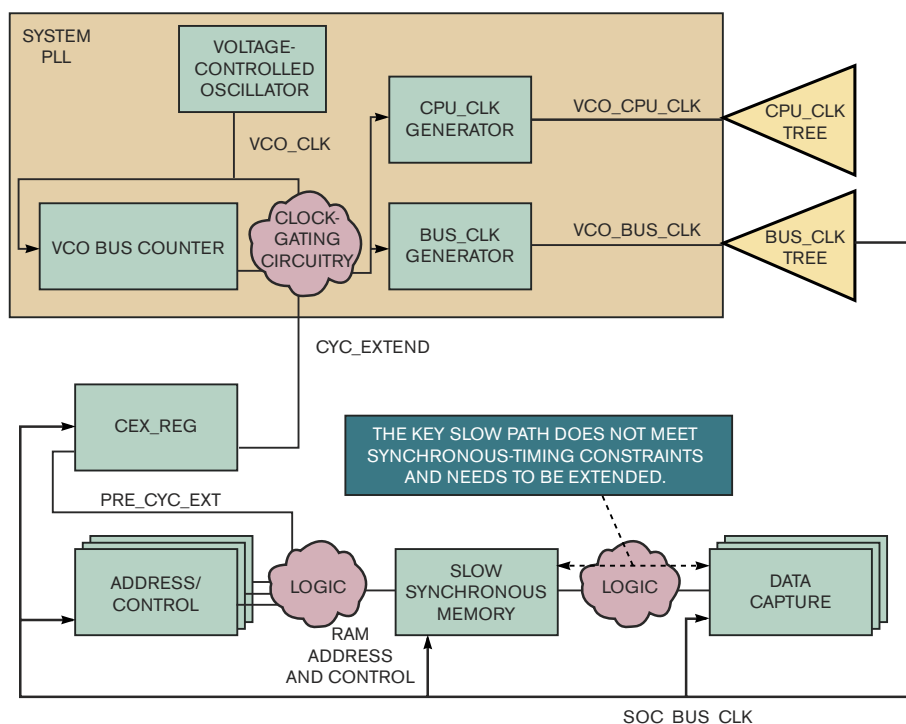 SYSTEM
PLL
VOLTAGE-
CONTROLLED
OSCILLATOR
VCO_CLK
VCO BUS COUNTER
CLOCK-
GATING
CIRCUITRY
CPU_CLK
GENERATOR
VCO_CPU_CLK
CPU_CLK
TREE
BUS_CLK
GENERATOR
VCO_BUS_CLK
BUS_CLK
TREE
CYC_EXTEND
CEX_REG
PRE_CYC_EXT
THE KEY SLOW PATH DOES NOT MEET
SYNCHRONOUS-TIMING CONSTRAINTS
AND NEEDS TO BE EXTENDED.
ADDRESS/
CONTROL
LOGIC
RAM
ADDRESS
AND CONTROL
SLOW
SYNCHRONOUS
MEMORY
LOGIC
DATA
CAPTURE
SOC_BUS_CLK